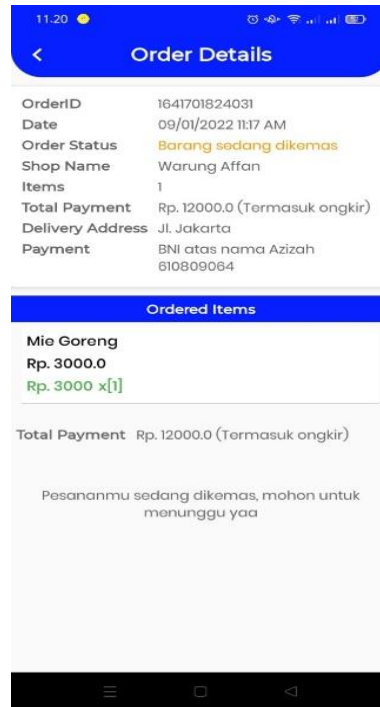 11.20
Order Details
OrderID 1641701824031
Date 09/01/2022 11:17 AM
Order Status Barang sedang dikemas
Shop Name Warung Affan
Items 1
Total Payment Rp. 12000.0 (Termasuk ongkir)
Delivery Address Jl. Jakarta
Payment BNI atas nama Azizah
610809064
Ordered Items
Mie Goreng
Rp. 3000.0
Rp. 3000 x[1]
Total Payment Rp. 12000.0 (Termasuk ongkir)
Pesananmu sedang dikemas, mohon untuk
menunggu yaa